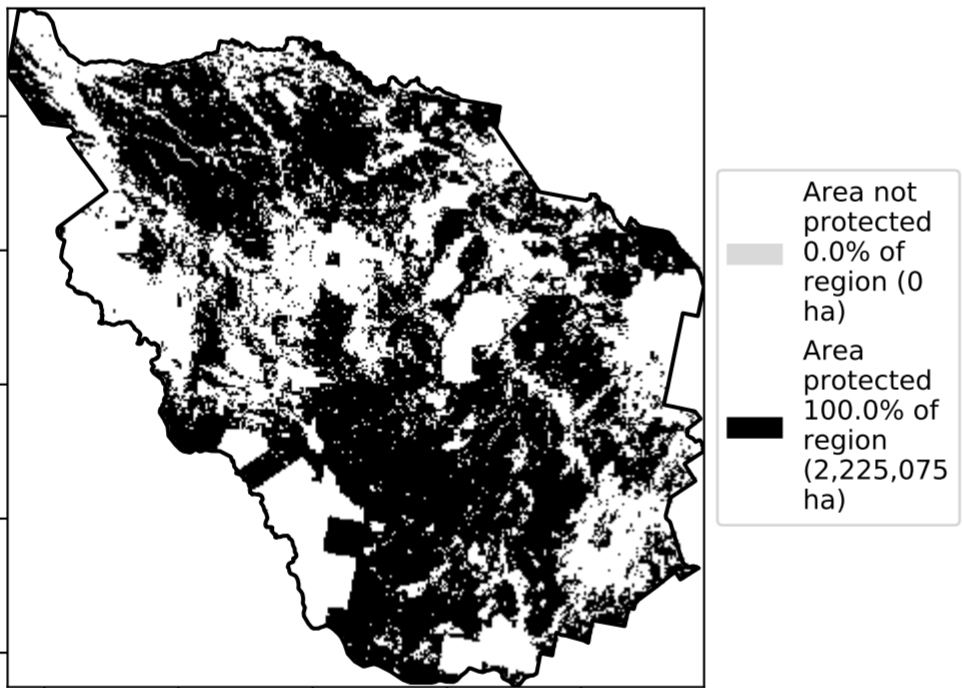 Area not
protected
0.0% of
region (0
ha)
Area
protected
100.0% of
region
(2,225,075
ha)